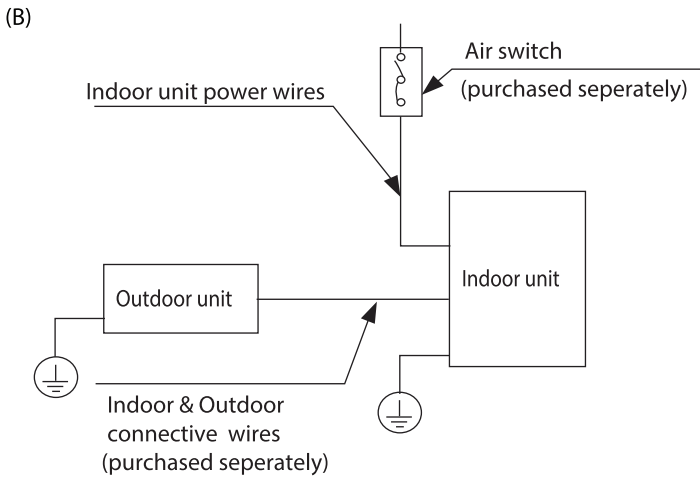 (B)
Air switch
(purchased seperately)
Indoor unit power wires
Indoor unit
Outdoor unit
Indoor & Outdoor
connective wires
(purchased seperately)